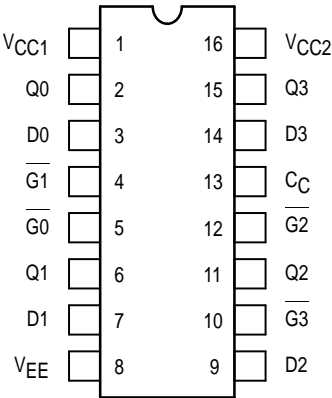 VCC1 1 16 VCC2
Q0 2 15 Q3
D0 3 14 D3
G1 4 13 CC
G0 5 12 G2
Q1 6 11 Q2
D1 7 10 G3
VEE 8 9 D2